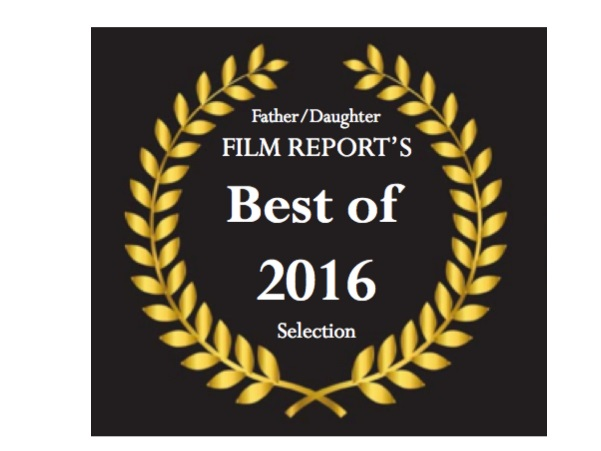 Father/Daughter
FILM REPORT'S
Best of
2016
Selection